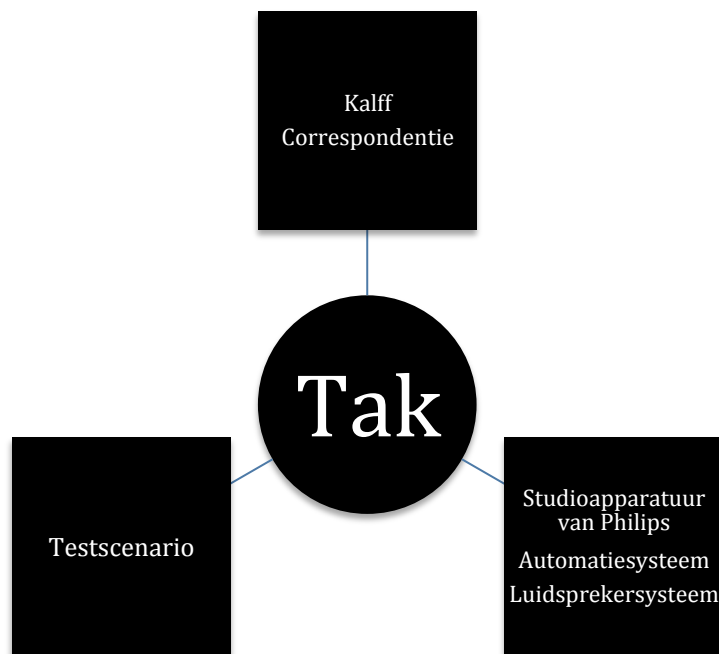 Kalff
Correspondentie
Tak
Testscenario
Studioapparatuur
van Philips
Automatiesysteem
Luidsprekersysteem